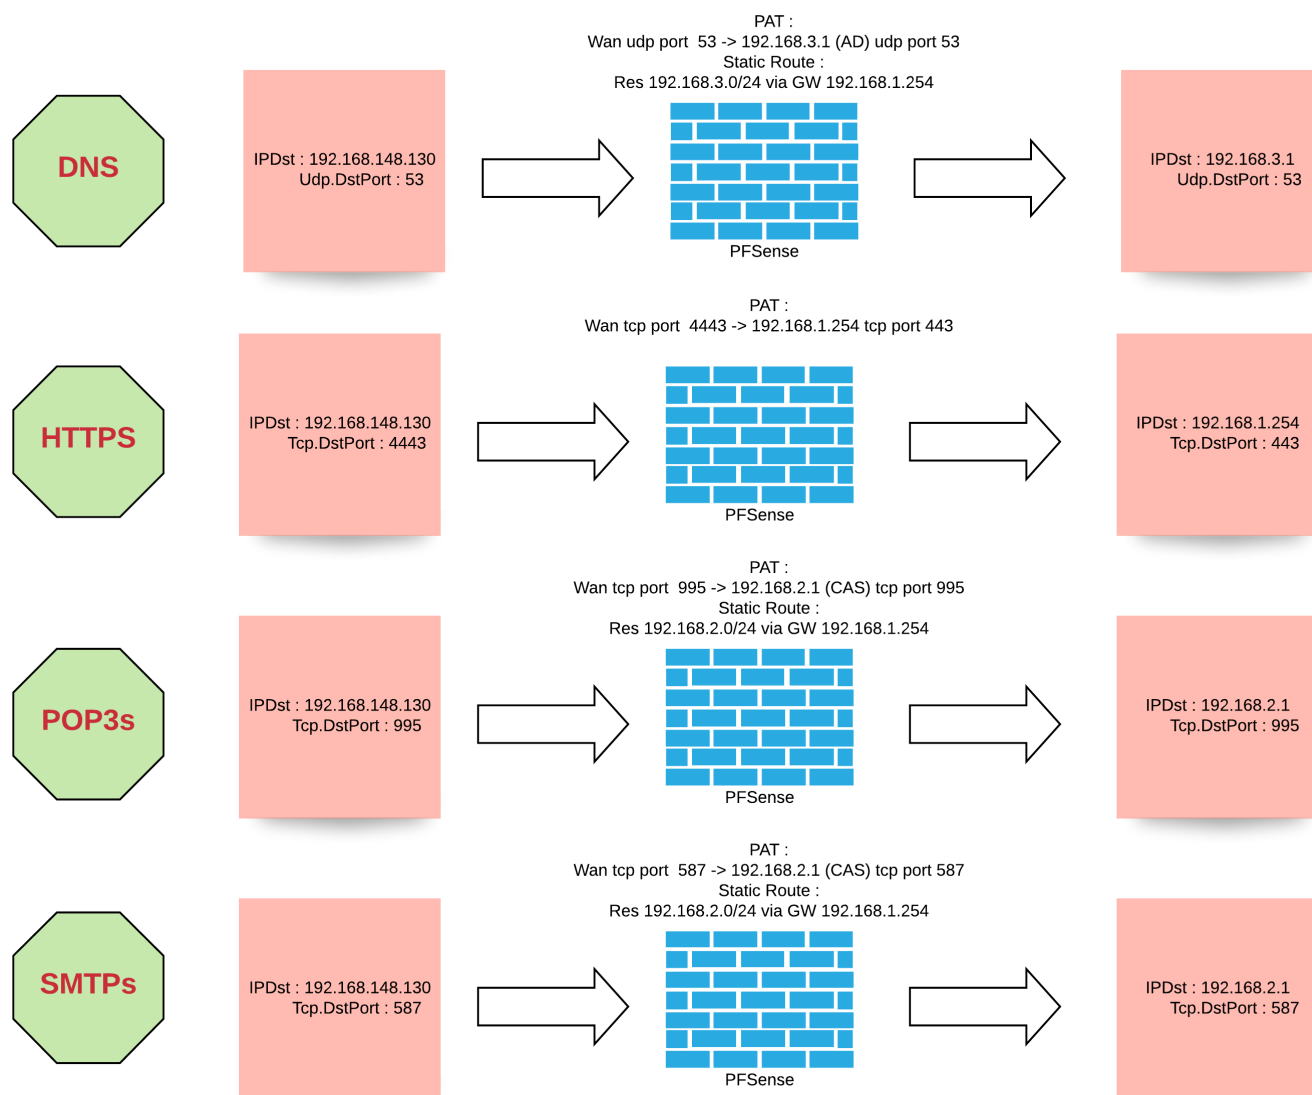 PAT :
Wan udp port  53 -> 192.168.3.1 (AD) udp port 53
Static Route :
Res 192.168.3.0/24 via GW 192.168.1.254
DNS
IPDst : 192.168.148.130
Udp.DstPort : 53
PFSense
IPDst : 192.168.3.1
Udp.DstPort : 53
PAT :
Wan tcp port  4443 -> 192.168.1.254 tcp port 443
HTTPS
IPDst : 192.168.148.130
Tcp.DstPort : 4443
PFSense
IPDst : 192.168.1.254
Tcp.DstPort : 443
PAT :
Wan tcp port  995 -> 192.168.2.1 (CAS) tcp port 995
Static Route :
Res 192.168.2.0/24 via GW 192.168.1.254
POP3s
IPDst : 192.168.148.130
Tcp.DstPort : 995
PFSense
IPDst : 192.168.2.1
Tcp.DstPort : 995
PAT :
Wan tcp port  587 -> 192.168.2.1 (CAS) tcp port 587
Static Route :
Res 192.168.2.0/24 via GW 192.168.1.254
SMTPs
IPDst : 192.168.148.130
Tcp.DstPort : 587
PFSense
IPDst : 192.168.2.1
Tcp.DstPort : 587